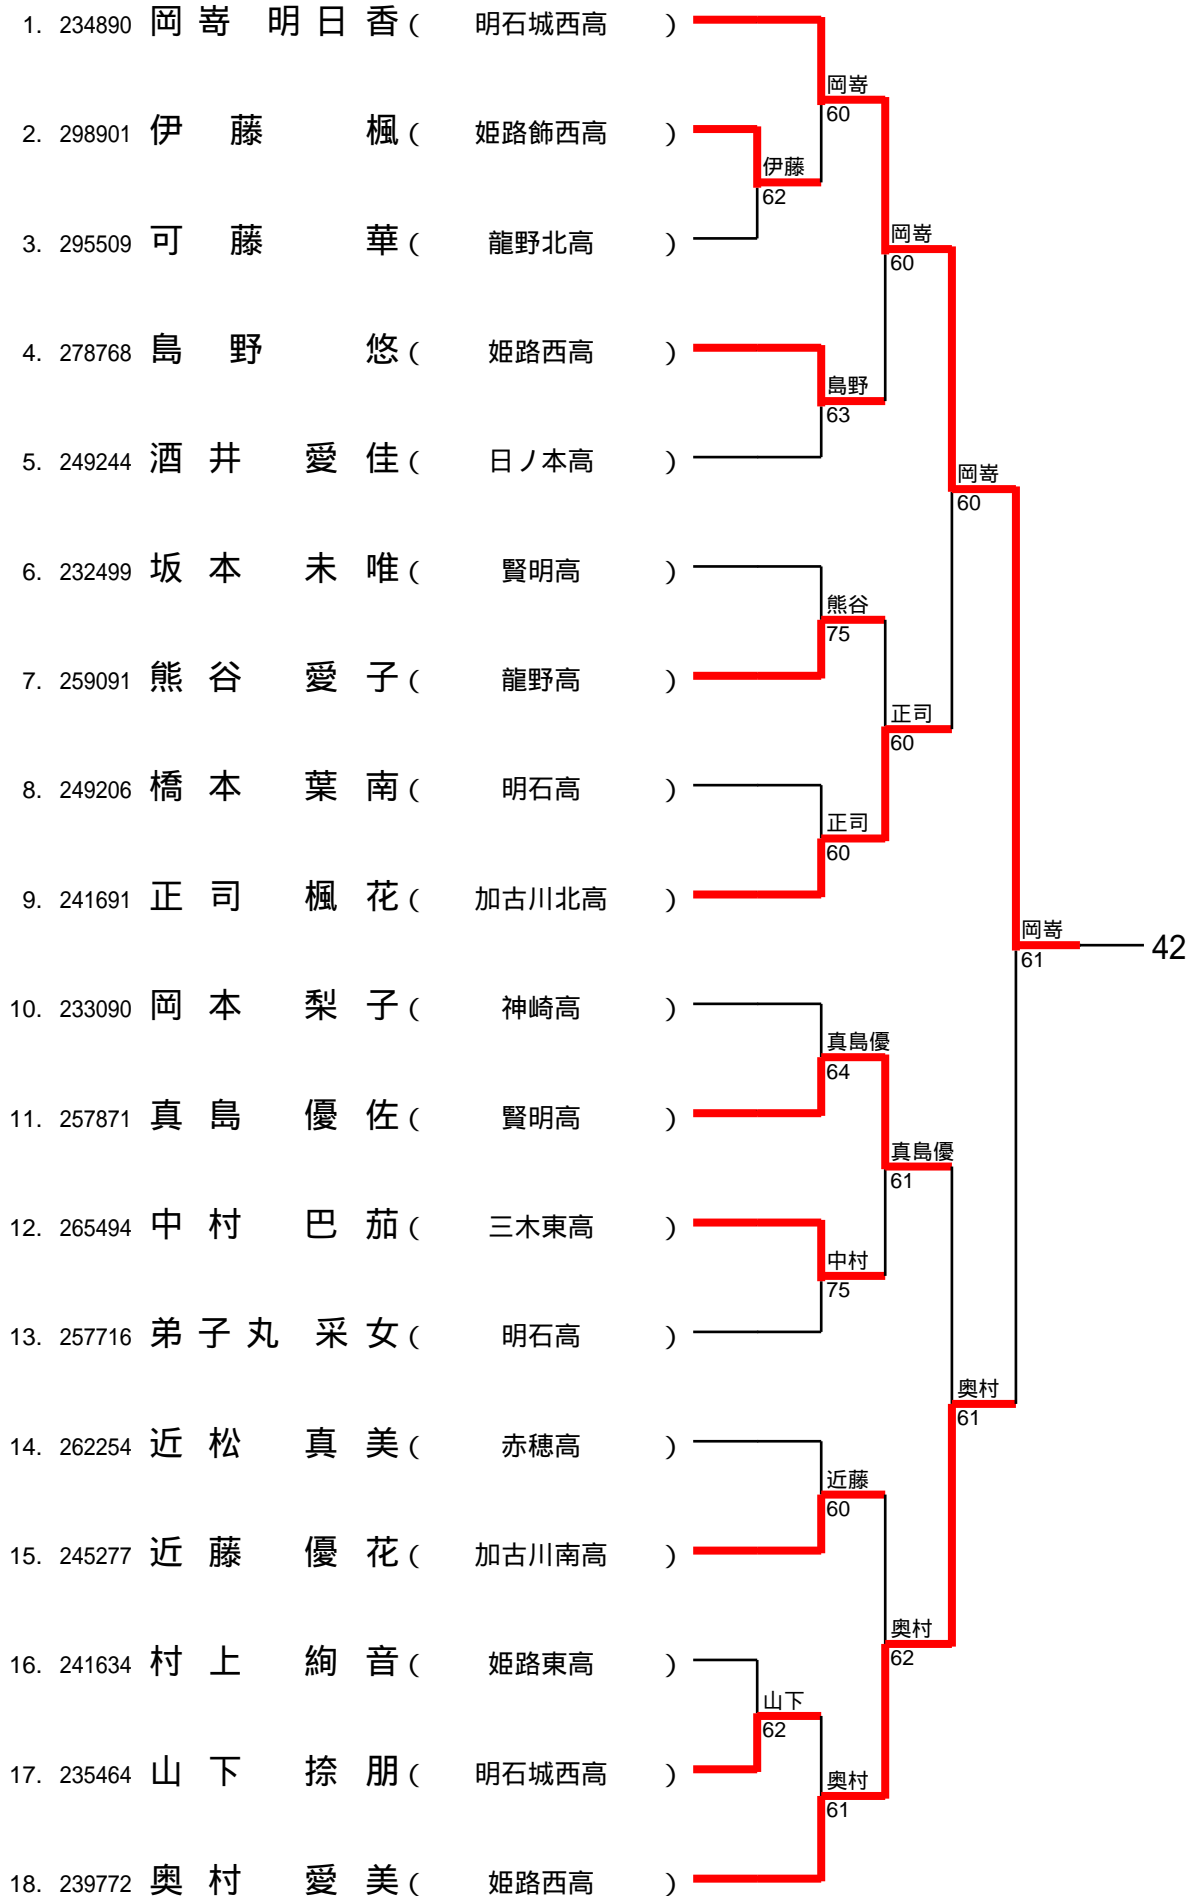 1. 234890 岡嵜 明日香 ( 明石城西高 )
岡嵜
60
2. 298901 伊藤 楓 ( 姫路飾西高 )
伊藤
62
3. 295509 可藤 華 ( 龍野北高 )
岡嵜
60
4. 278768 島野 悠 ( 姫路西高 )
島野
63
5. 249244 酒井 愛佳 ( 日ノ本高 )
岡嵜
60
6. 232499 坂本 未唯 ( 賢明高 )
熊谷
75
7. 259091 熊谷 愛子 ( 龍野高 )
正司
60
8. 249206 橋本 葉南 ( 明石高 )
正司
60
9. 241691 正司 楓花 ( 加古川北高 )
岡嵜
61
42
10. 233090 岡本 梨子 ( 神崎高 )
真島優
64
11. 257871 真島 優佐 ( 賢明高 )
真島優
61
12. 265494 中村 巴茄 ( 三木東高 )
中村
75
13. 257716 弟子丸 采女 ( 明石高 )
奥村
61
14. 262254 近松 真美 ( 赤穂高 )
近藤
60
15. 245277 近藤 優花 ( 加古川南高 )
奥村
62
16. 241634 村上 絢音 ( 姫路東高 )
山下
62
17. 235464 山下 捺朋 ( 明石城西高 )
奥村
61
18. 239772 奥村 愛美 ( 姫路西高 )